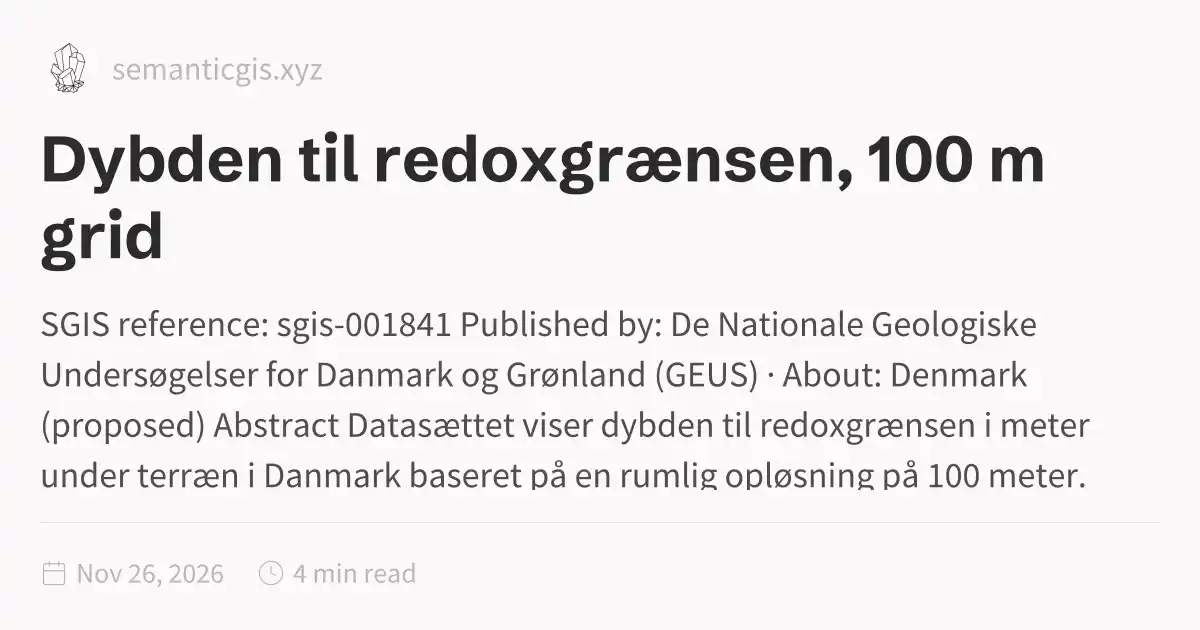 semanticgis.xyz
Dybden til redoxgrænsen, 100 m
grid
SGIS reference: sgis-001841 Published by: De Nationale Geologiske
Undersøgelser for Danmark og Grønland (GEUS) · About: Denmark
(proposed) Abstract Datasættet viser dybden til redoxgrænsen i meter
under terræn i Danmark baseret på en rumlig opløsning på 100 meter.
Nov 26, 2026 4 min read